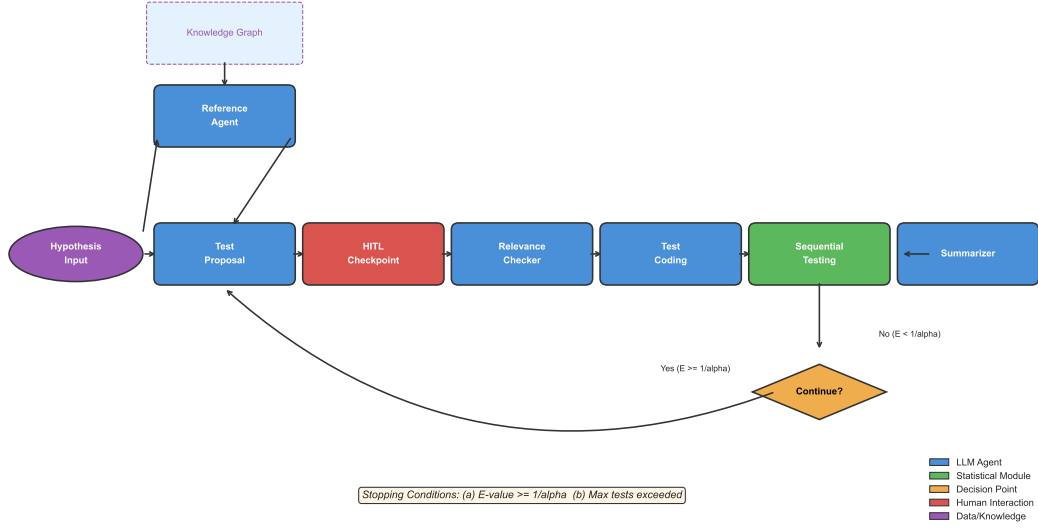 Knowledge Graph
Reference
Agent
Hypothesis
Input
Test
Proposal
HITL
Checkpoint
Relevance
Checker
Test
Coding
Sequential
Testing
Summarizer
No (E < 1/alpha)
Yes (E >= 1/alpha)
Continue?
Stopping Conditions: (a) E-value >= 1/alpha (b) Max tests exceeded
LLM Agent
Statistical Module
Decision Point
Human Interaction
Data/Knowledge